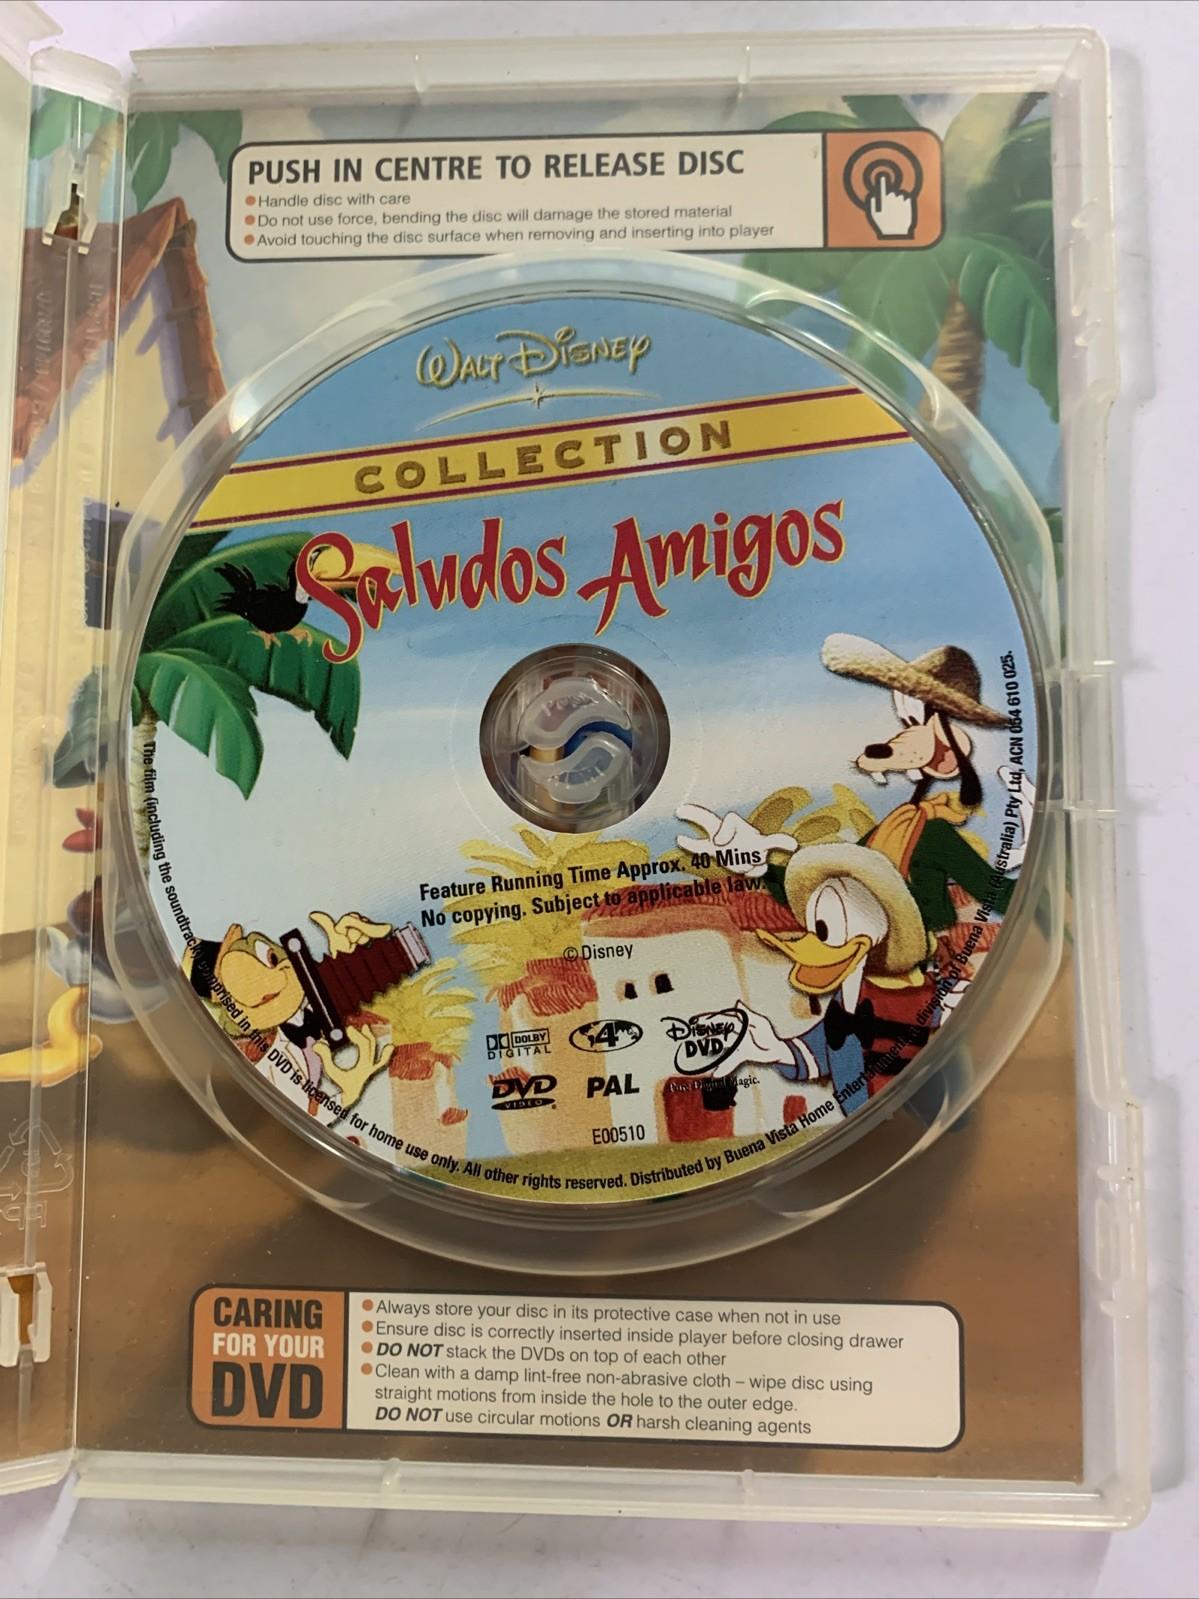 PUSH IN CENTRE TO RELEASE DISC
Handle disc with care
Do not use force, bending the disc will damage the stored material
Avoid touching the disc surface when removing and inserting into player
WALT DISNEY
COLLECTION
Saludos Amigos
Push
Feature Running Time Approx. 40 Mins
No copying. Subject to applicable law.
© Disney
DOLBY
DIGITAL
4
DISNEY
DVD
Pure Digital Magic.
DVD
VIDEO
PAL
E00510
The film (including the soundtrack) comprised in this DVD is licensed for home use only. All other rights reserved. Distributed by Buena Vista Home Entertainment, a division of Buena Vista (Australia) Pty Ltd, ACN 054 610 025.
CARING
FOR YOUR
DVD
Always store your disc in its protective case when not in use
Ensure disc is correctly inserted inside player before closing drawer
DO NOT stack the DVDs on top of each other
Clean with a damp lint-free non-abrasive cloth – wipe disc using
straight motions from inside the hole to the outer edge.
DO NOT use circular motions OR harsh cleaning agents